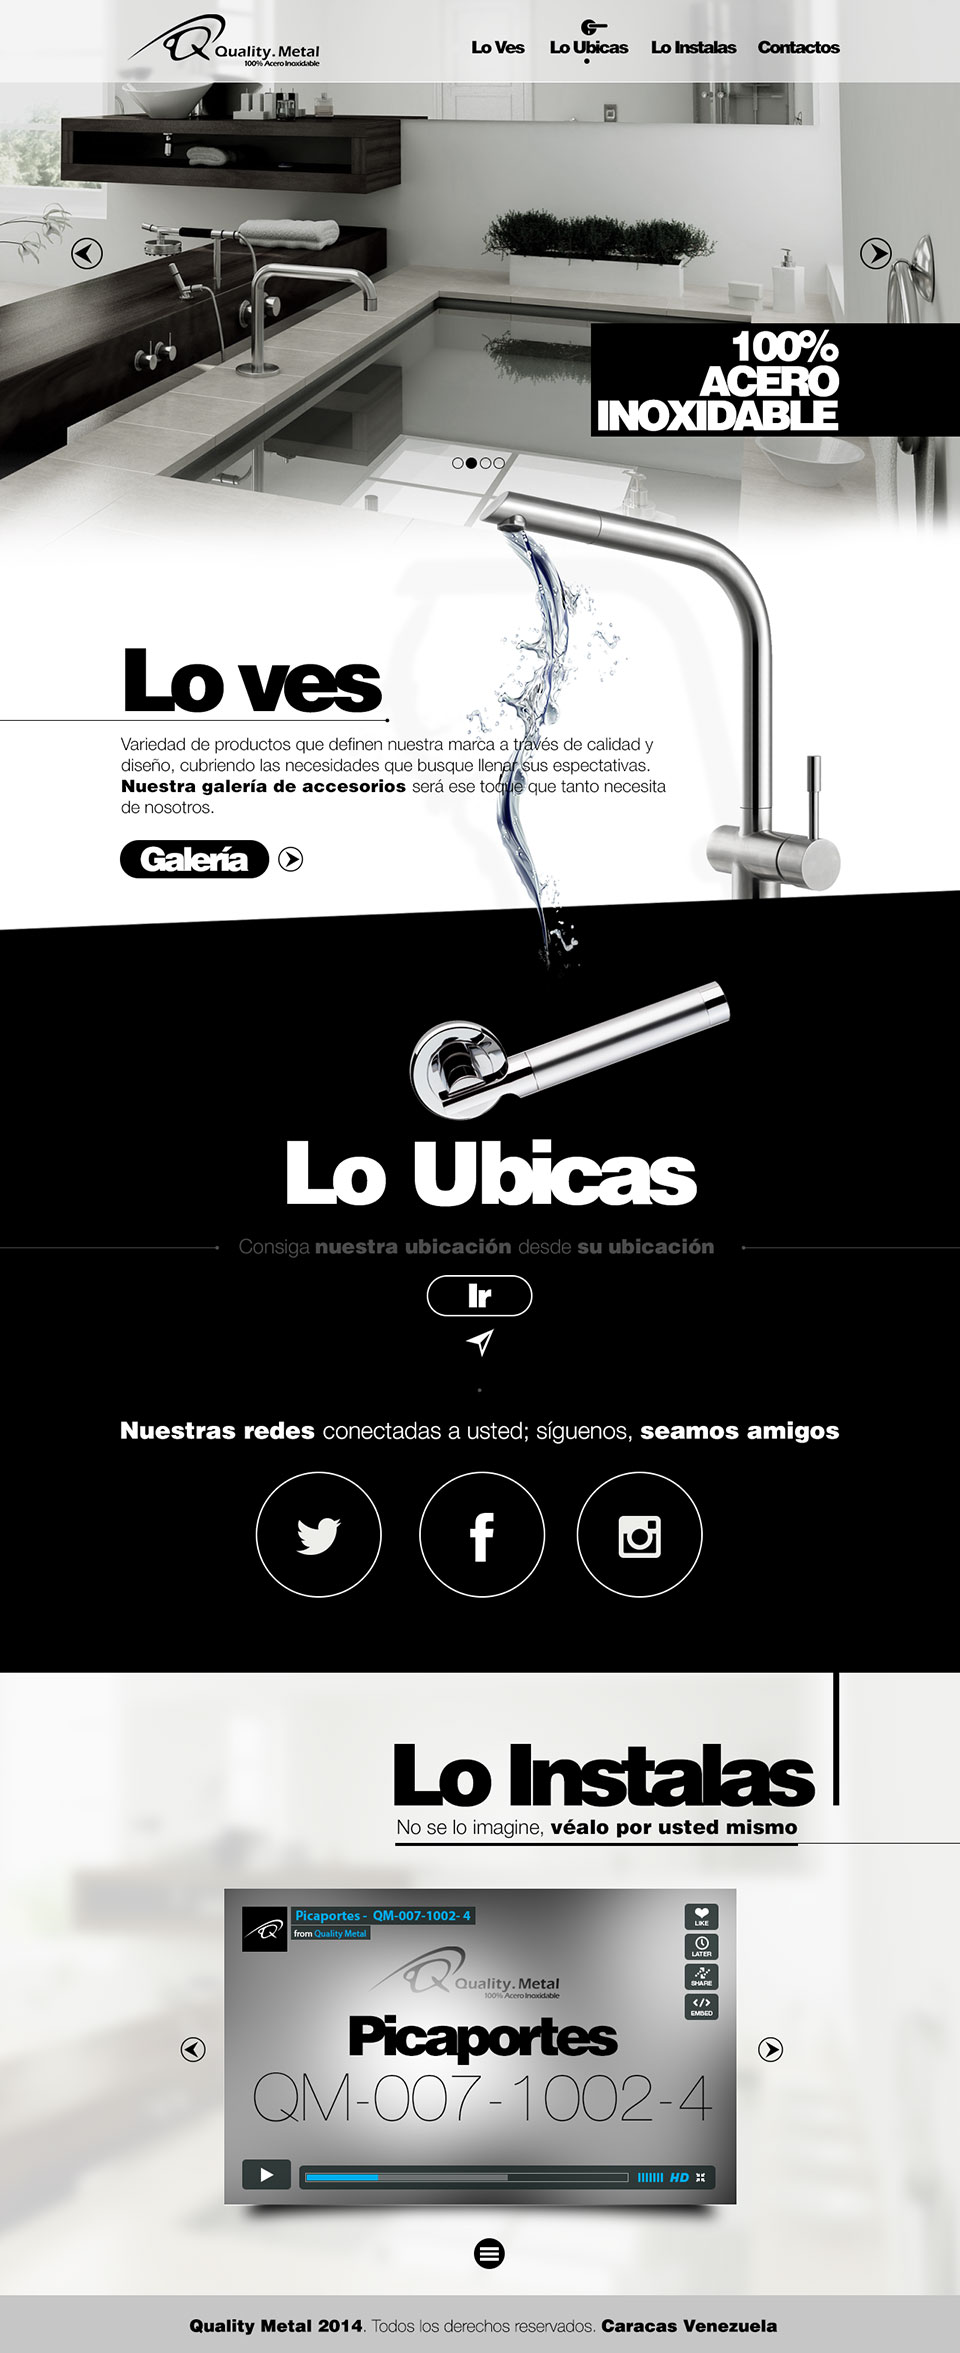 Quality.Metal
100% Acero Inoxidable
Lo Ves
Lo Ubicas
Lo Instalas
Contactos
100%
ACERO
INOXIDABLE
Lo ves
Variedad de productos que definen nuestra marca a través de calidad y
diseño, cubriendo las necesidades que busque llenar sus espectativas.
Nuestra galería de accesorios será ese toque que tanto necesita
de nosotros.
Galería
Lo Ubicas
Consiga nuestra ubicación desde su ubicación
Ir
Nuestras redes conectadas a usted; síguenos, seamos amigos
Lo Instalas
No se lo imagine, véalo por usted mismo
Picaportes - QM-007-1002- 4
from Quality Metal
LIKE
LATER
SHARE
EMBED
Quality.Metal
100% Acero Inoxidable
Picaportes
QM-007-1002-4
HD
Quality Metal 2014. Todos los derechos reservados. Caracas Venezuela